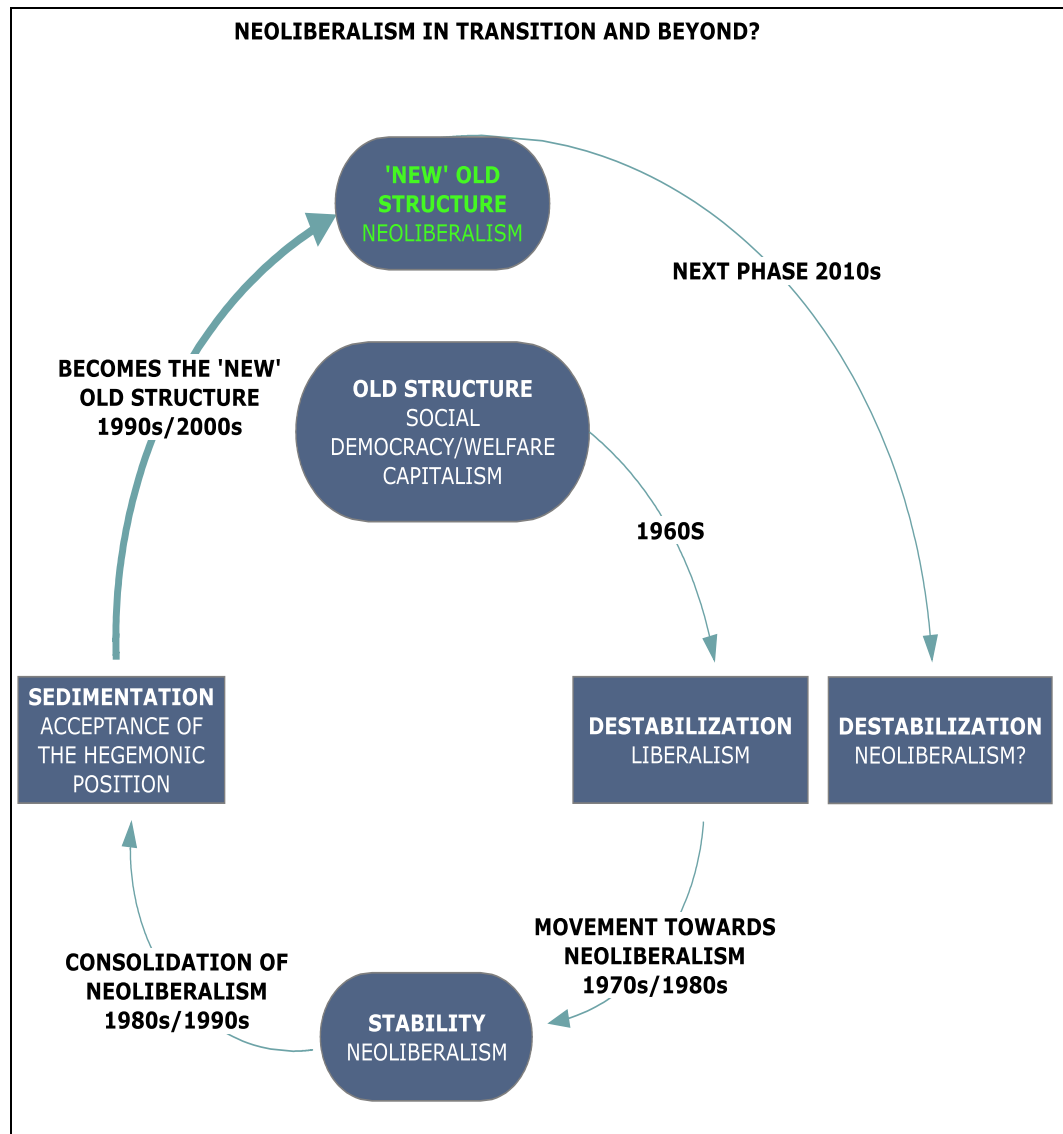 NEOLIBERALISM IN TRANSITION AND BEYOND?
'NEW' OLD
STRUCTURE
NEOLIBERALISM
NEXT PHASE 2010s
BECOMES THE 'NEW'
OLD STRUCTURE
1990s/2000s
OLD STRUCTURE
SOCIAL
DEMOCRACY/WELFARE
CAPITALISM
1960S
SEDIMENTATION
ACCEPTANCE OF
THE HEGEMONIC
POSITION
DESTABILIZATION
LIBERALISM
DESTABILIZATION
NEOLIBERALISM?
MOVEMENT TOWARDS
NEOLIBERALISM
1970s/1980s
CONSOLIDATION OF
NEOLIBERALISM
1980s/1990s
STABILITY
NEOLIBERALISM